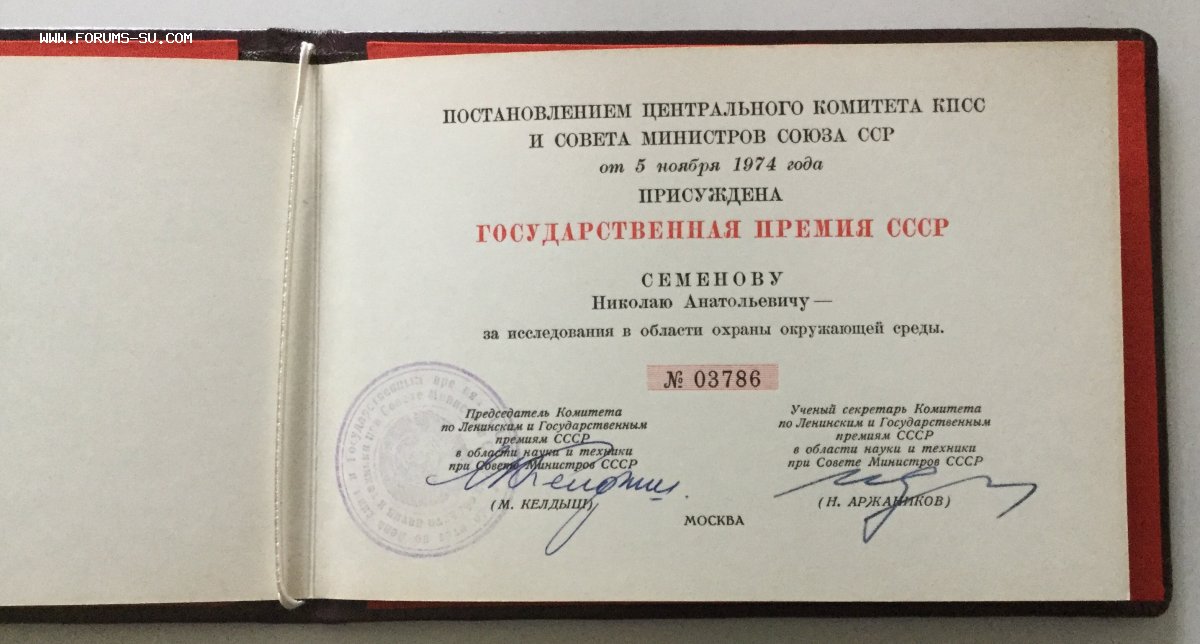 WWW.FORUMS-SU.COM
ПОСТАНОВЛЕНИЕМ ЦЕНТРАЛЬНОГО КОМИТЕТА КПСС
И СОВЕТА МИНИСТРОВ СОЮЗА ССР
от 5 ноября 1974 года
ПРИСУЖДЕНА
ГОСУДАРСТВЕННАЯ ПРЕМИЯ СССР
СЕМЕНОВУ
Николаю Анатольевичу —
за исследования в области охраны окружающей среды.
№ 03786
Председатель Комитета
по Ленинским и Государственным
премиям СССР
в области науки и техники
при Совете Министров СССР
(М. КЕЛДЫШ)
Ученый секретарь Комитета
по Ленинским и Государственным
премиям СССР
в области науки и техники
при Совете Министров СССР
(Н. АРЖАНИКОВ)
МОСКВА